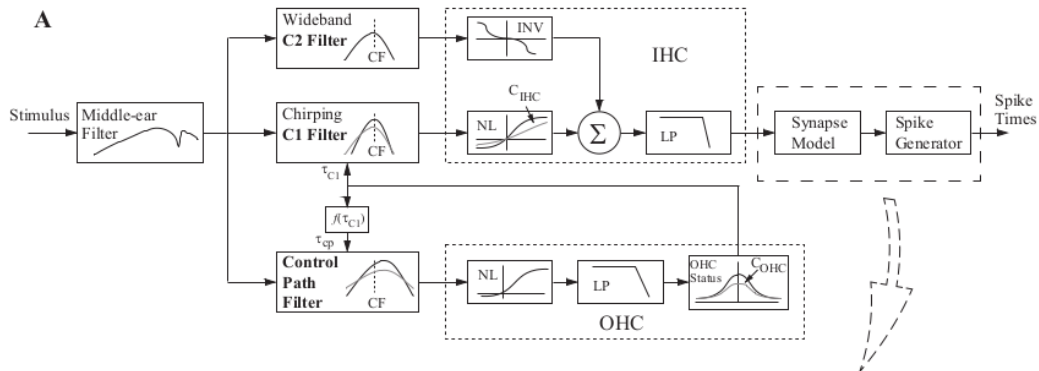 A
Wideband
C2 Filter
CF
INV
IHC
Stimulus
Middle-ear
Filter
Chirping
C1 Filter
CF
NL
C_IHC
Σ
LP
Synapse
Model
Spike
Generator
Spike
Times
τ_C1
f(τ_C1)
τ_cp
Control
Path
Filter
CF
NL
LP
OHC
Status
C_OHC
OHC